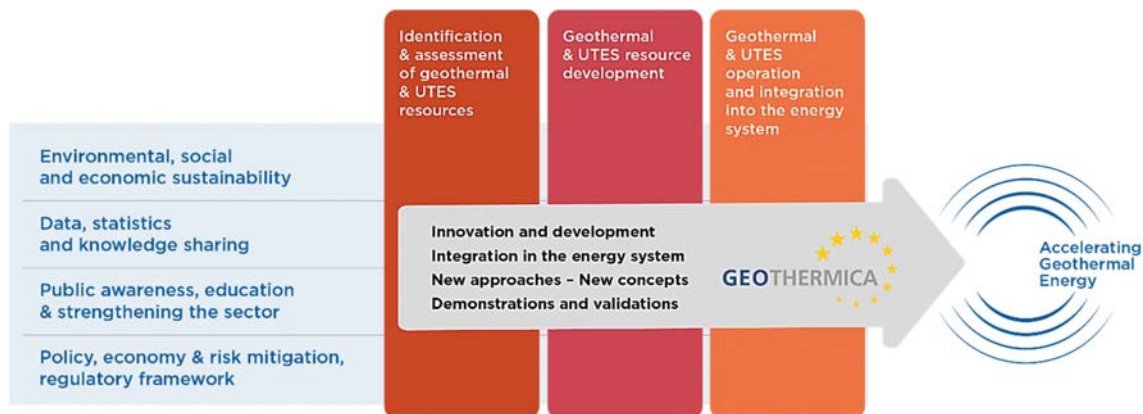 Identification
& assessment
of geothermal
& UTES
resources
Geothermal
& UTES resource
development
Geothermal
& UTES
operation
and integration
into the energy
system
Environmental, social
and economic sustainability
Data, statistics
and knowledge sharing
Public awareness, education
& strengthening the sector
Policy, economy & risk mitigation,
regulatory framework
Innovation and development
Integration in the energy system
New approaches – New concepts
Demonstrations and validations
GEOTHERMICA
Accelerating
Geothermal
Energy